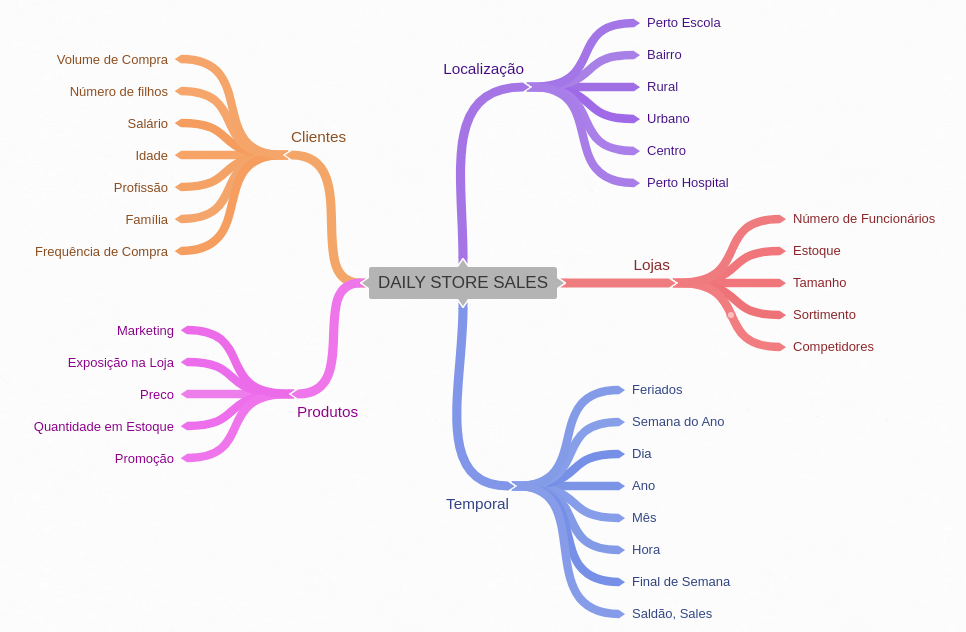 DAILY STORE SALES
Clientes
Volume de Compra
Número de filhos
Salário
Idade
Profissão
Família
Frequência de Compra
Produtos
Marketing
Exposição na Loja
Preco
Quantidade em Estoque
Promoção
Localização
Perto Escola
Bairro
Rural
Urbano
Centro
Perto Hospital
Lojas
Número de Funcionários
Estoque
Tamanho
Sortimento
Competidores
Temporal
Feriados
Semana do Ano
Dia
Ano
Mês
Hora
Final de Semana
Saldão, Sales